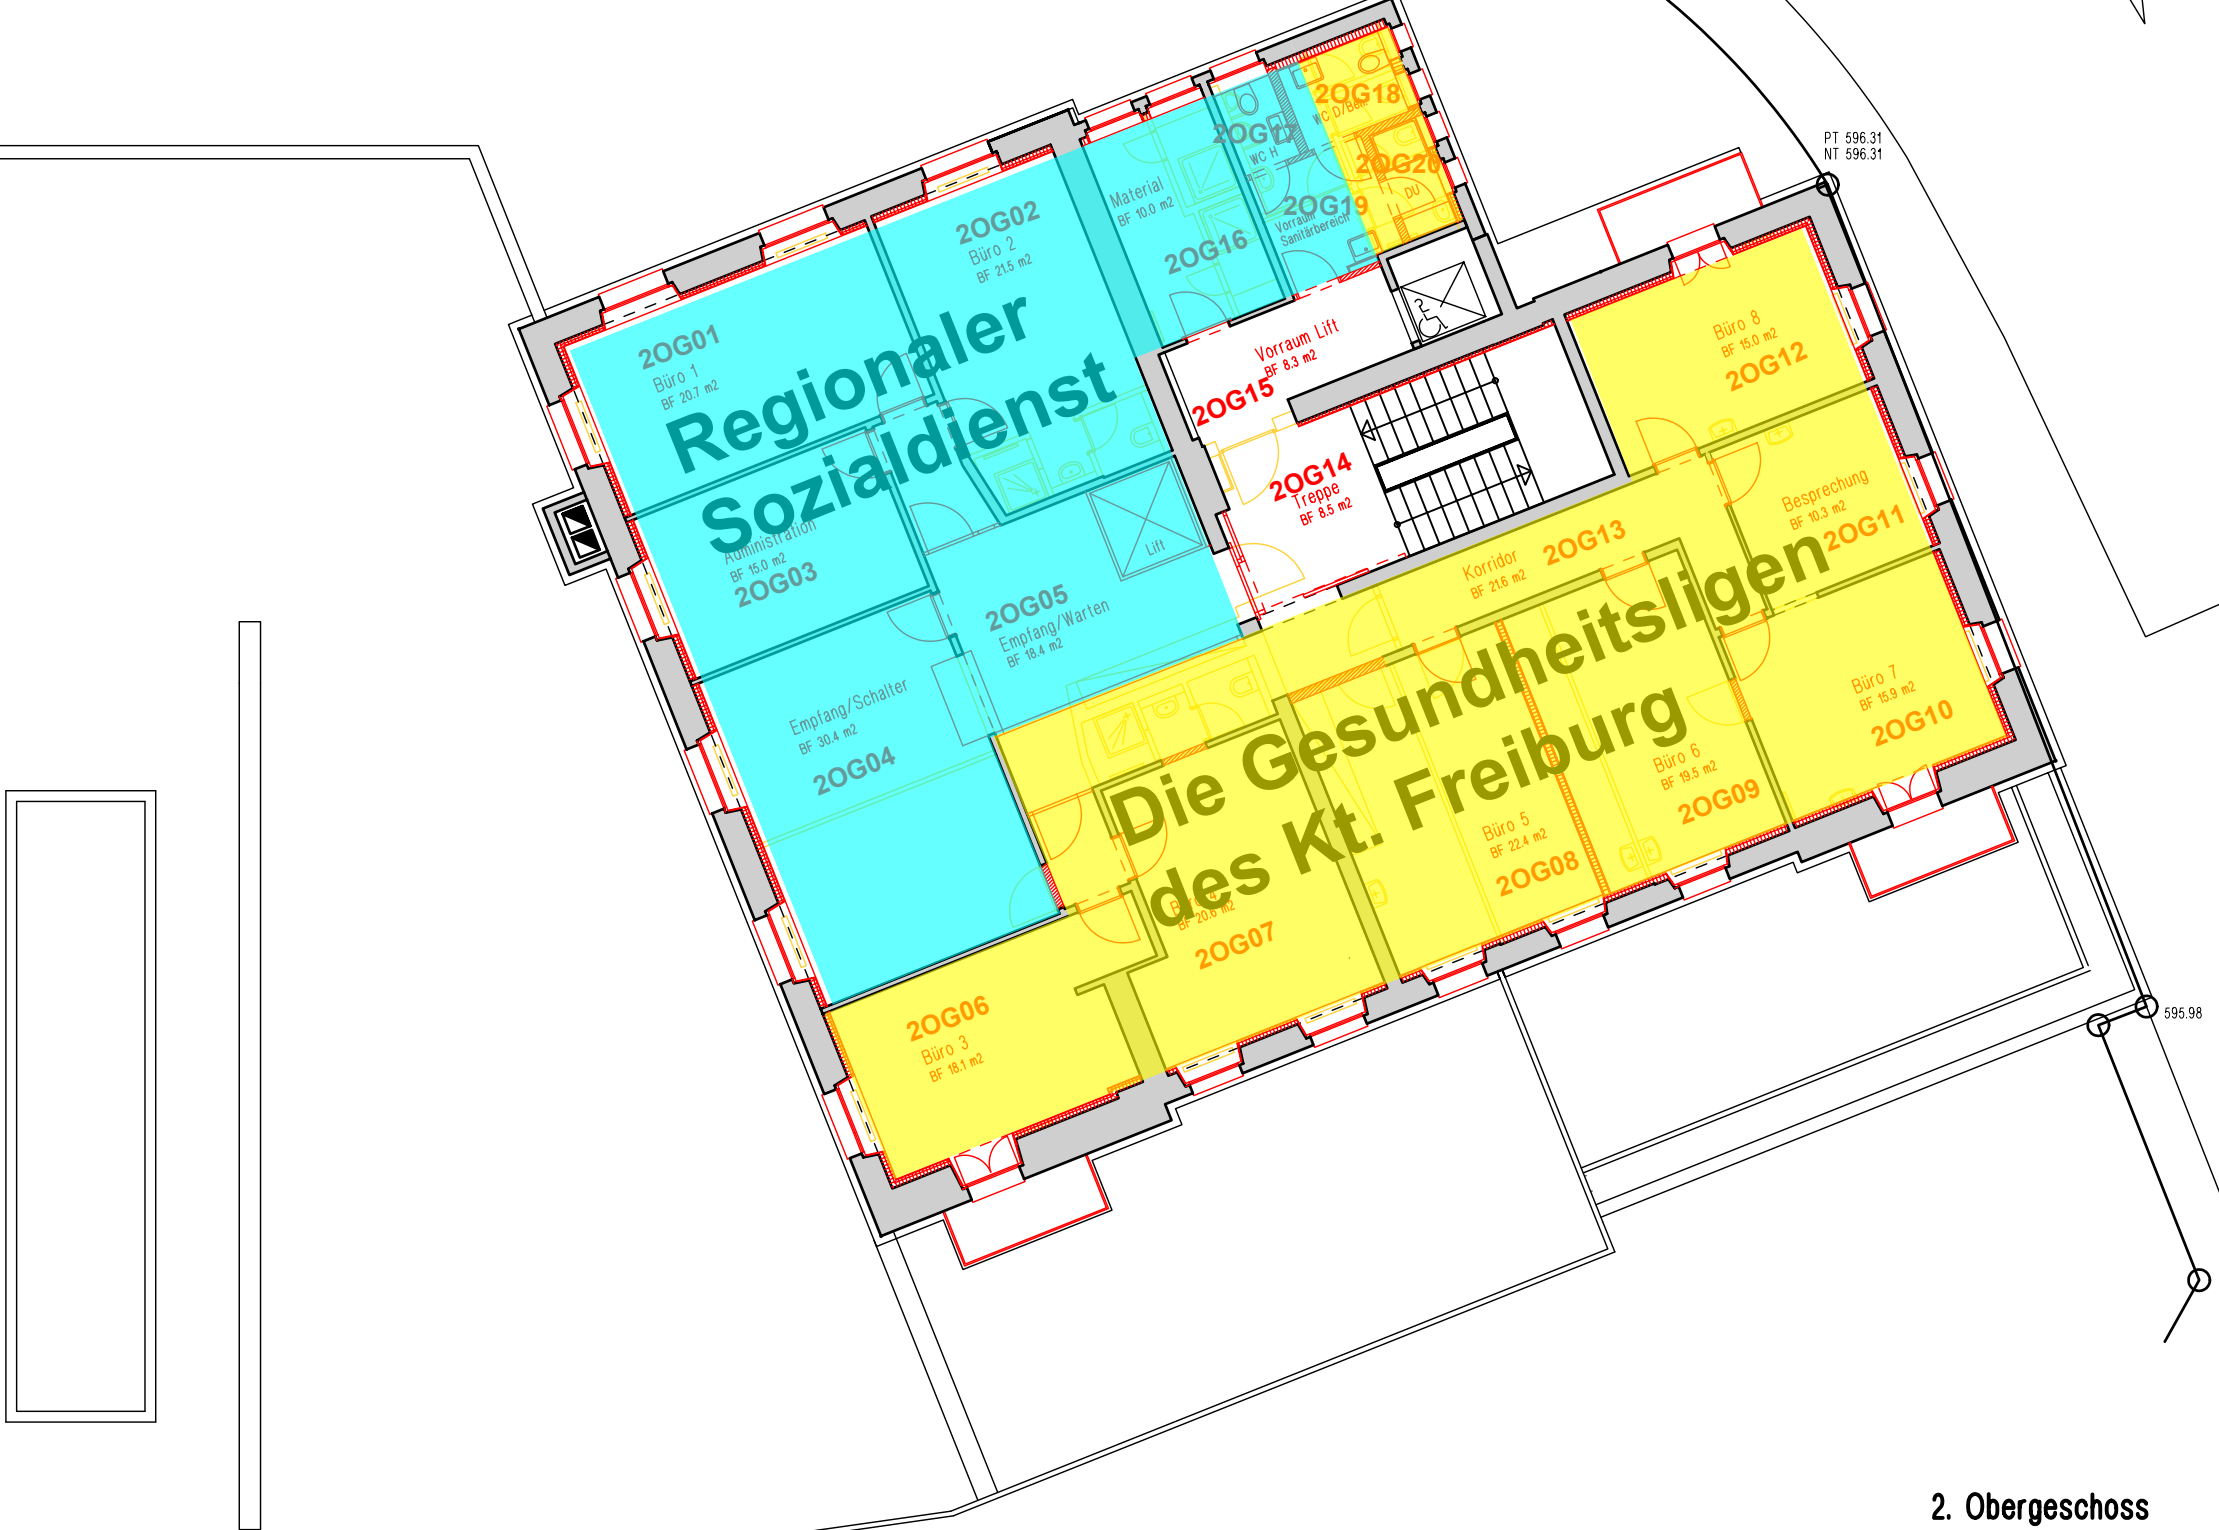 PT 596.31
NT 596.31
2OG18
WC D/Beh.
2OG17
WC H
2OG20
DU
Material
BF 10.0 m2
2OG19
Vorraum
Sanitärbereich
2OG16
2OG02
Büro 2
BF 21.5 m2
2OG01
Büro 1
BF 20.7 m2
Regionaler
Sozialdienst
Vorraum Lift
BF 8.3 m2
2OG15
Büro 8
BF 15.0 m2
2OG12
2OG14
Treppe
BF 8.5 m2
Besprechung
BF 10.3 m2
2OG11
Administration
BF 15.0 m2
2OG03
Lift
2OG05
Empfang/Warten
BF 18.4 m2
Korridor
BF 21.6 m2
2OG13
Empfang/Schalter
BF 30.4 m2
2OG04
Die Gesundheitsligen
des Kt. Freiburg
Büro 7
BF 15.9 m2
2OG10
Büro 6
BF 19.5 m2
2OG09
Büro 5
BF 22.4 m2
2OG08
Büro 4
BF 20.6 m2
2OG07
2OG06
Büro 3
BF 18.1 m2
595.98
2. Obergeschoss